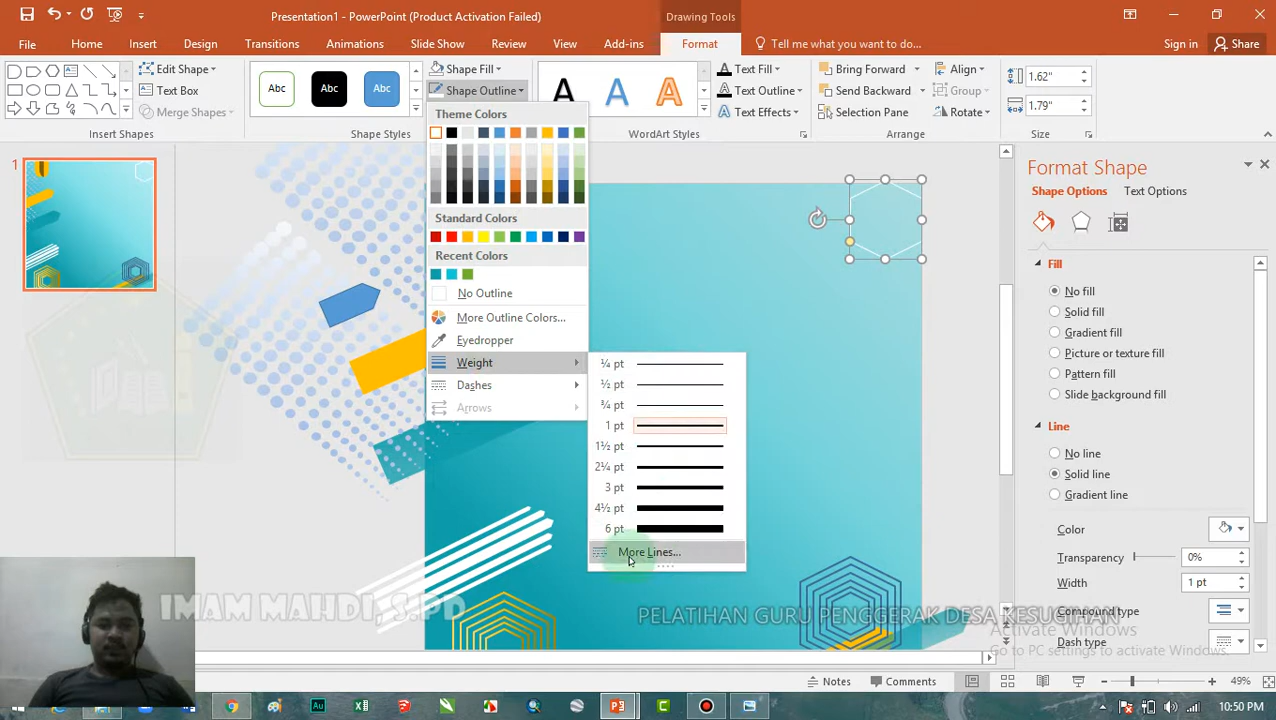 Presentation1 - PowerPoint (Product Activation Failed)
Drawing Tools
File
Home
Insert
Design
Transitions
Animations
Slide Show
Review
View
Add-ins
Format
Tell me what you want to do...
Sign in
Share
Edit Shape
Text Box
Merge Shapes
Insert Shapes
Abc
Abc
Abc
Shape Styles
Shape Fill
Shape Outline
A
A
A
WordArt Styles
Text Fill
Text Outline
Text Effects
Bring Forward
Send Backward
Selection Pane
Align
Group
Rotate
Arrange
1.62"
1.79"
Size
1
Theme Colors
Standard Colors
Recent Colors
No Outline
More Outline Colors...
Eyedropper
Weight
Dashes
Arrows
¼ pt
½ pt
¾ pt
1 pt
1½ pt
2¼ pt
3 pt
4½ pt
6 pt
More Lines...
Format Shape
Shape Options
Text Options
Fill
No fill
Solid fill
Gradient fill
Picture or texture fill
Pattern fill
Slide background fill
Line
No line
Solid line
Gradient line
Color
Transparency
0%
Width
1 pt
Compound type
Dash type
IMAM MAHDI, S.PD
PELATIHAN GURU PENGGERAK DESA KESUGIHAN
Activate Windows
Go to PC settings to activate Windows.
Notes
Comments
49%
Au
10:50 PM